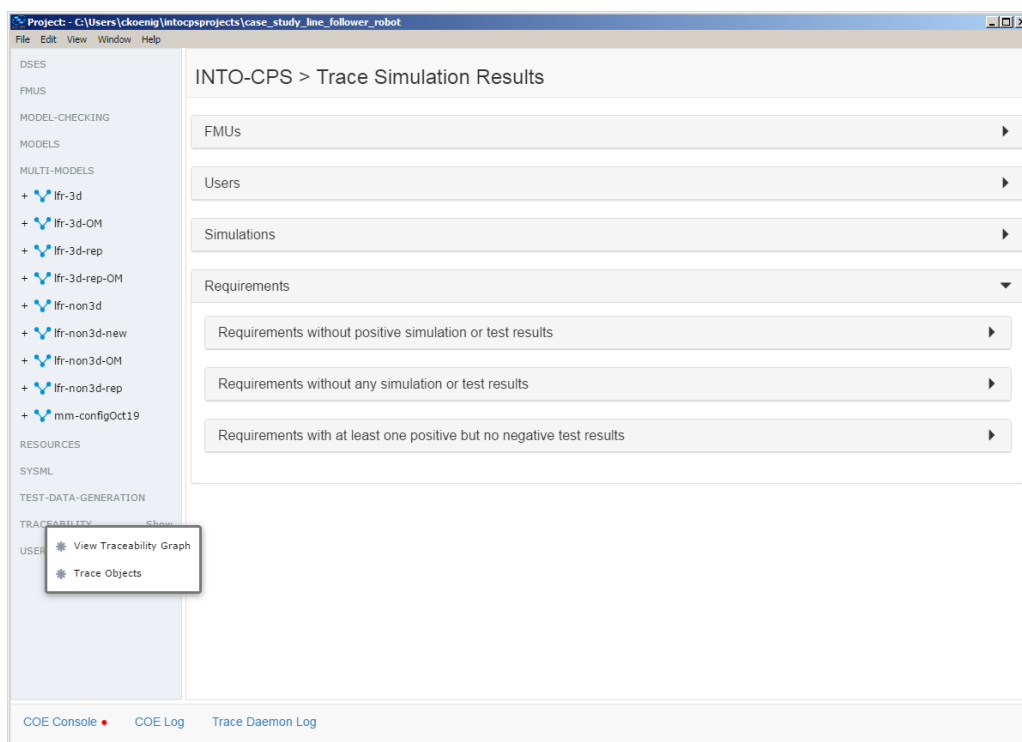 Project: - C:\Users\ckoenig\intocpsprojects\case_study_line_follower_robot
File Edit View Window Help
DSES
FMUS
MODEL-CHECKING
MODELS
MULTI-MODELS
+ lfr-3d
+ lfr-3d-OM
+ lfr-3d-rep
+ lfr-3d-rep-OM
+ lfr-non3d
+ lfr-non3d-new
+ lfr-non3d-OM
+ lfr-non3d-rep
+ mm-configOct19
RESOURCES
SYSML
TEST-DATA-GENERATION
TRACEABILITY Show
USER
View Traceability Graph
Trace Objects
INTO-CPS > Trace Simulation Results
FMUs
Users
Simulations
Requirements
Requirements without positive simulation or test results
Requirements without any simulation or test results
Requirements with at least one positive but no negative test results
COE Console COE Log Trace Daemon Log